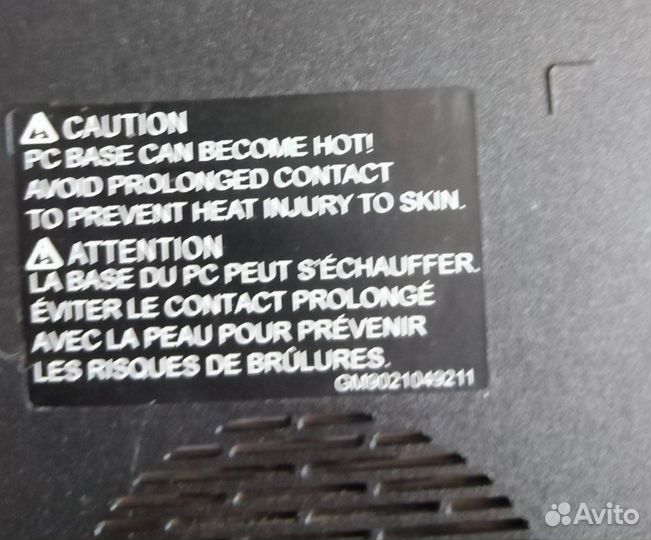 CAUTION
PC BASE CAN BECOME HOT!
AVOID PROLONGED CONTACT
TO PREVENT HEAT INJURY TO SKIN.
ATTENTION
LA BASE DU PC PEUT S'ÉCHAUFFER.
ÉVITER LE CONTACT PROLONGÉ
AVEC LA PEAU POUR PRÉVENIR
LES RISQUES DE BRÛLURES.
GM9021049211
Avito